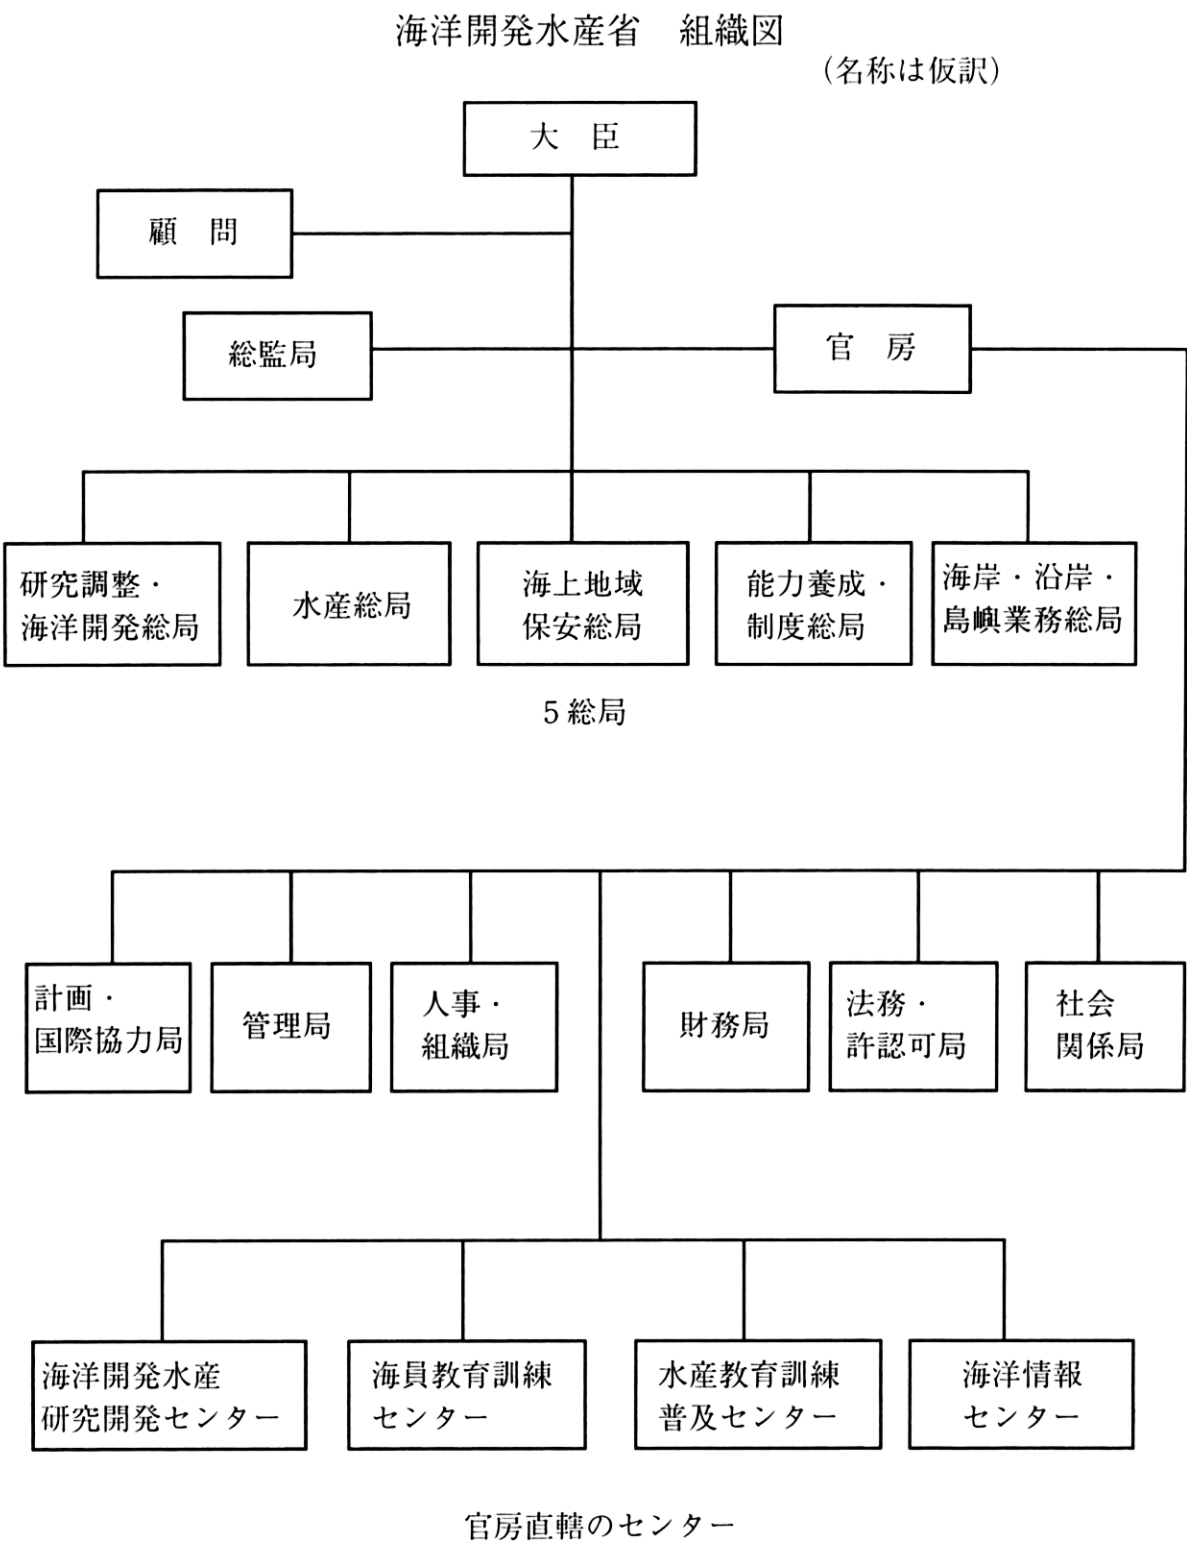 海洋開発水産省　組織図
（名称は仮訳）
大　臣
顧　問
総監局
官　房
研究調整・
海洋開発総局
水産総局
海上地域
保安総局
能力養成・
制度総局
海岸・沿岸・
島嶼業務総局
5総局
計画・
国際協力局
管理局
人事・
組織局
財務局
法務・
許認可局
社会
関係局
海洋開発水産
研究開発センター
海員教育訓練
センター
水産教育訓練
普及センター
海洋情報
センター
官房直轄のセンター